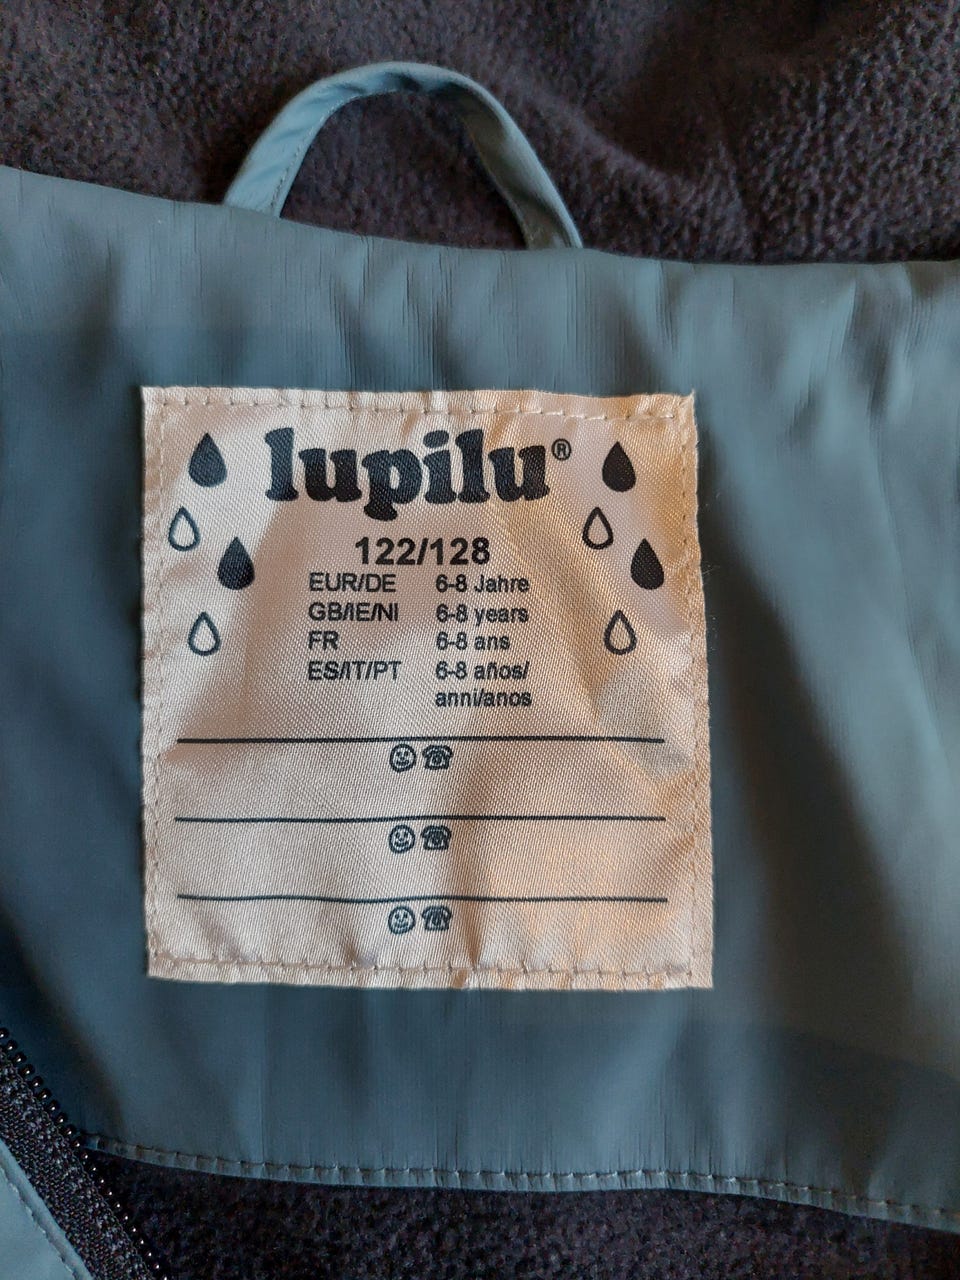 lupilu®
122/128
EUR/DE 6-8 Jahre
GB/IE/NI 6-8 years
FR 6-8 ans
ES/IT/PT 6-8 años/
anni/anos